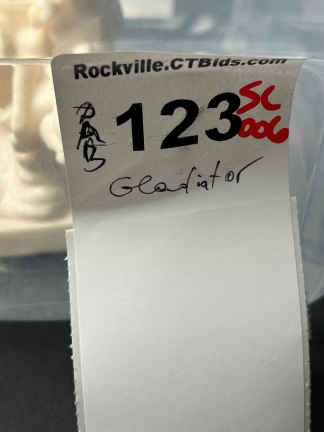 Rockville.CTBids.com
123 SC
006
B
Gladiator